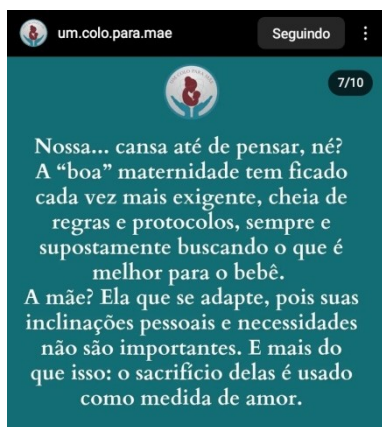 um.colo.para.mae
Seguindo
7/10
Nossa... cansa até de pensar, né?
A “boa” maternidade tem ficado
cada vez mais exigente, cheia de
regras e protocolos, sempre e
supostamente buscando o que é
melhor para o bebê.
A mãe? Ela que se adapte, pois suas
inclinações pessoais e necessidades
não são importantes. E mais do
que isso: o sacrifício delas é usado
como medida de amor.